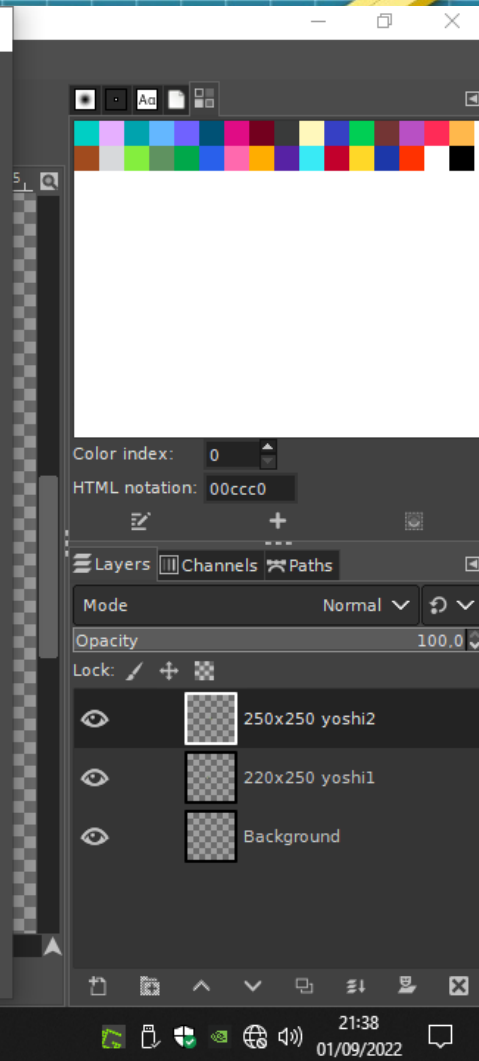 Aa
5
Color index: 0
HTML notation: 00ccc0
Layers Channels Paths
Mode Normal
Opacity 100,0
Lock:
250x250 yoshi2
220x250 yoshi1
Background
21:38
01/09/2022